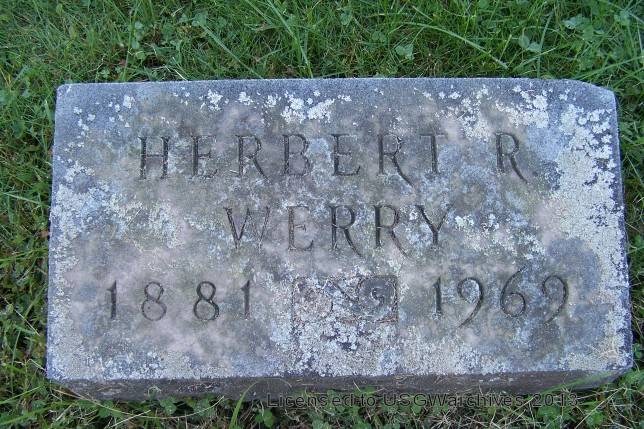 HERBERT R
WERRY
1881 1969
Licensed to USGWarchives 2013